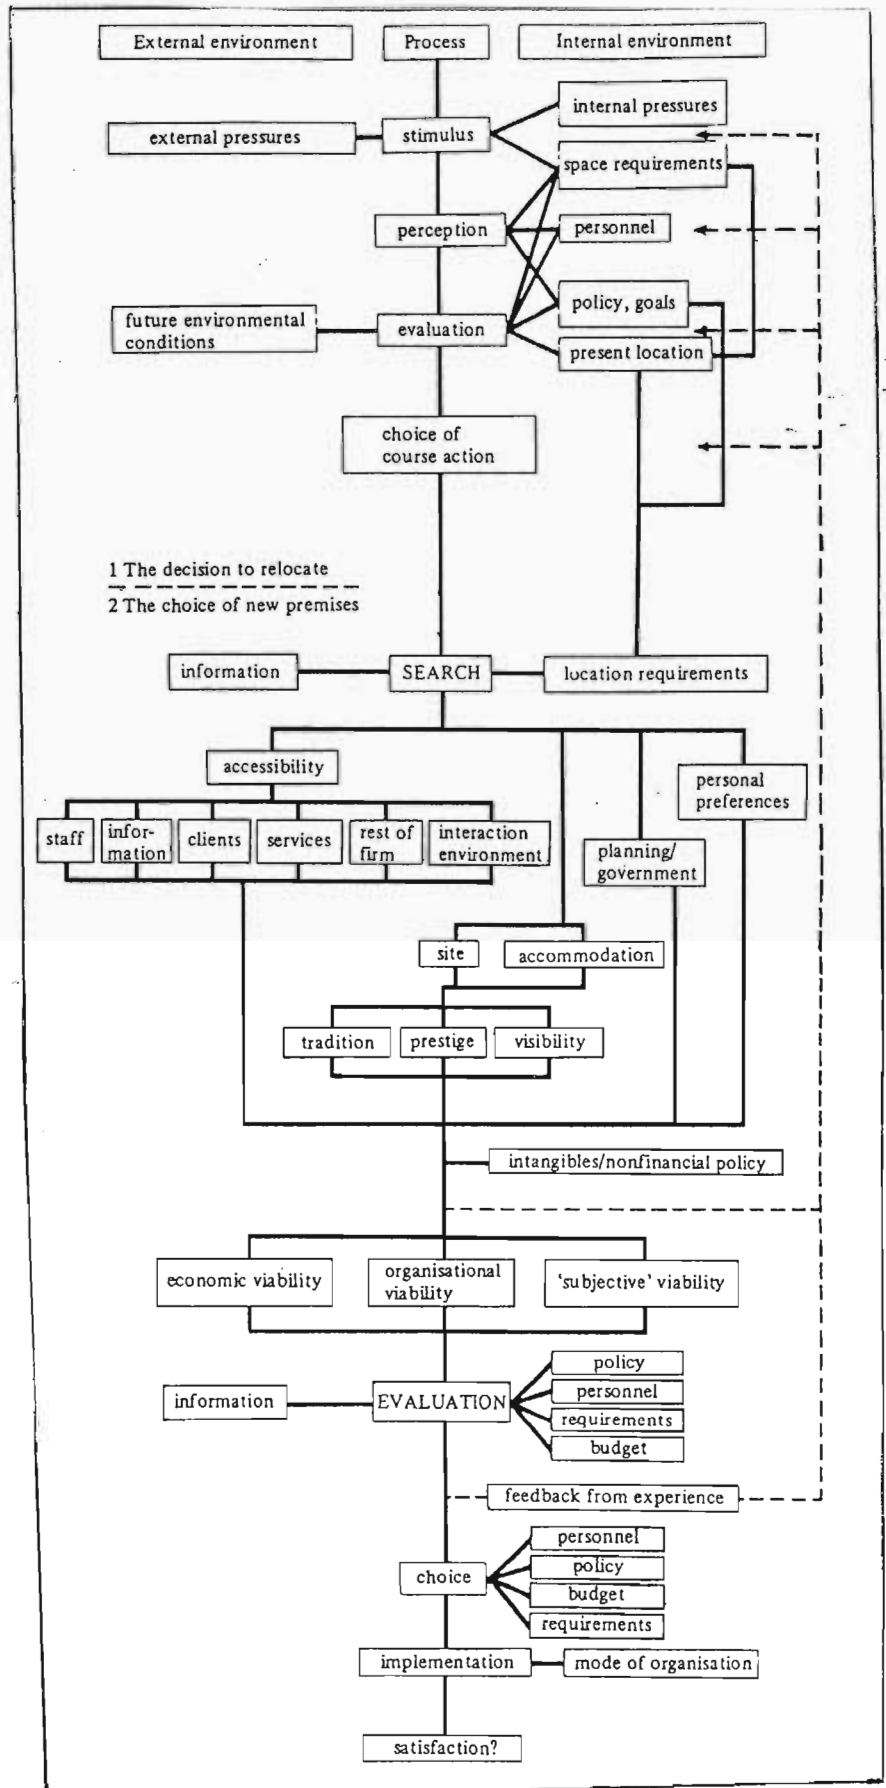 External environment
Process
Internal environment
internal pressures
external pressures
stimulus
space requirements
perception
personnel
future environmental
conditions
evaluation
policy, goals
present location
choice of
course action
1 The decision to relocate
2 The choice of new premises
information
SEARCH
location requirements
accessibility
personal
preferences
staff
infor-
mation
clients
services
rest of
firm
interaction
environment
planning/
government
site
accommodation
tradition
prestige
visibility
intangibles/nonfinancial policy
economic viability
organisational
viability
'subjective' viability
policy
information
EVALUATION
personnel
requirements
budget
feedback from experience
personnel
choice
policy
budget
requirements
implementation
mode of organisation
satisfaction?